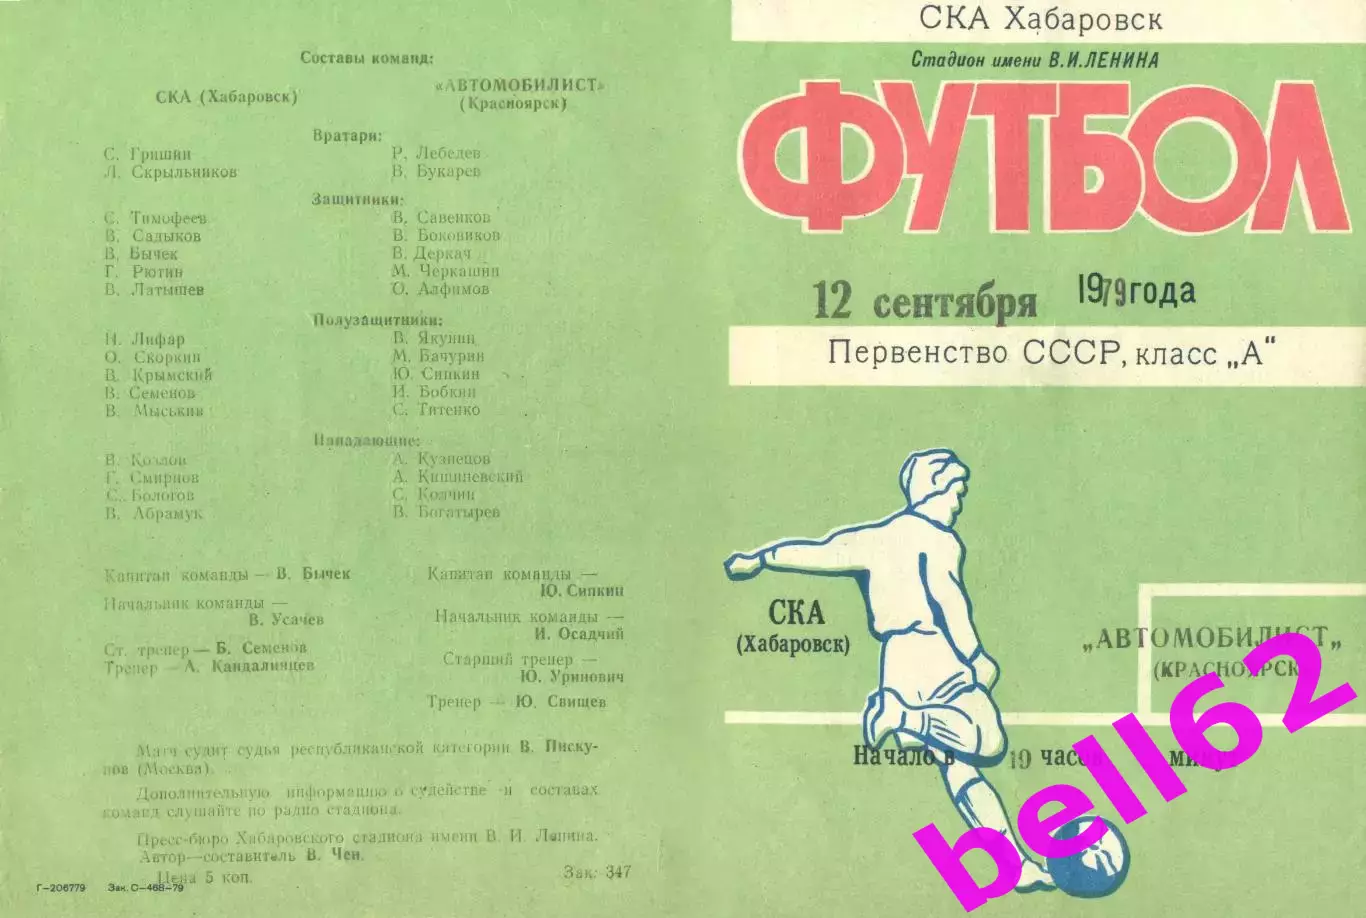 Составы команд:
СКА (Хабаровск)
«АВТОМОБИЛИСТ»
(Красноярск)
Вратари:
С. Гришин
Л. Скрыльников
Р. Лебедев
В. Букарев
Защитники:
С. Тимофеев
В. Садыков
В. Бычек
Г. Рютин
В. Латышев
В. Савенков
В. Боковиков
В. Деркач
М. Черкашин
О. Алфимов
Полузащитники:
И. Лифар
О. Скоркин
В. Крымский
В. Семенов
В. Мыськив
В. Якунин
М. Бачурин
Ю. Сипкин
И. Бобкин
С. Титенко
Нападающие:
В. Козлов
Г. Смирнов
С. Бологов
В. Абрамук
А. Кузнецов
А. Кишиневский
С. Колчин
В. Богатырев
Капитан команды — В. Бычек
Начальник команды —
В. Усачев
Ст. тренер — Б. Семенов
Тренер — А. Кандалинцев
Капитан команды —
Ю. Сипкин
Начальник команды —
И. Осадчий
Старший тренер —
Ю. Уринович
Тренер — Ю. Свищев
Матч судит судья республиканской категории В. Писку-
нов (Москва).
Дополнительную информацию о судействе и составах
команд слушайте по радио стадиона.
Пресс-бюро Хабаровского стадиона имени В. И. Ленина.
Автор—составитель В. Чен.
Цена 5 коп.
Зак. 347
Г—206779 Зак. С—468—79
СКА Хабаровск
Стадион имени В.И.ЛЕНИНА
ФУТБОЛ
12 сентября 1979 года
Первенство СССР, класс „А"
СКА
(Хабаровск)
„АВТОМОБИЛИСТ„
(КРАСНОЯРСК
Начало в 19 часов мину
bell62